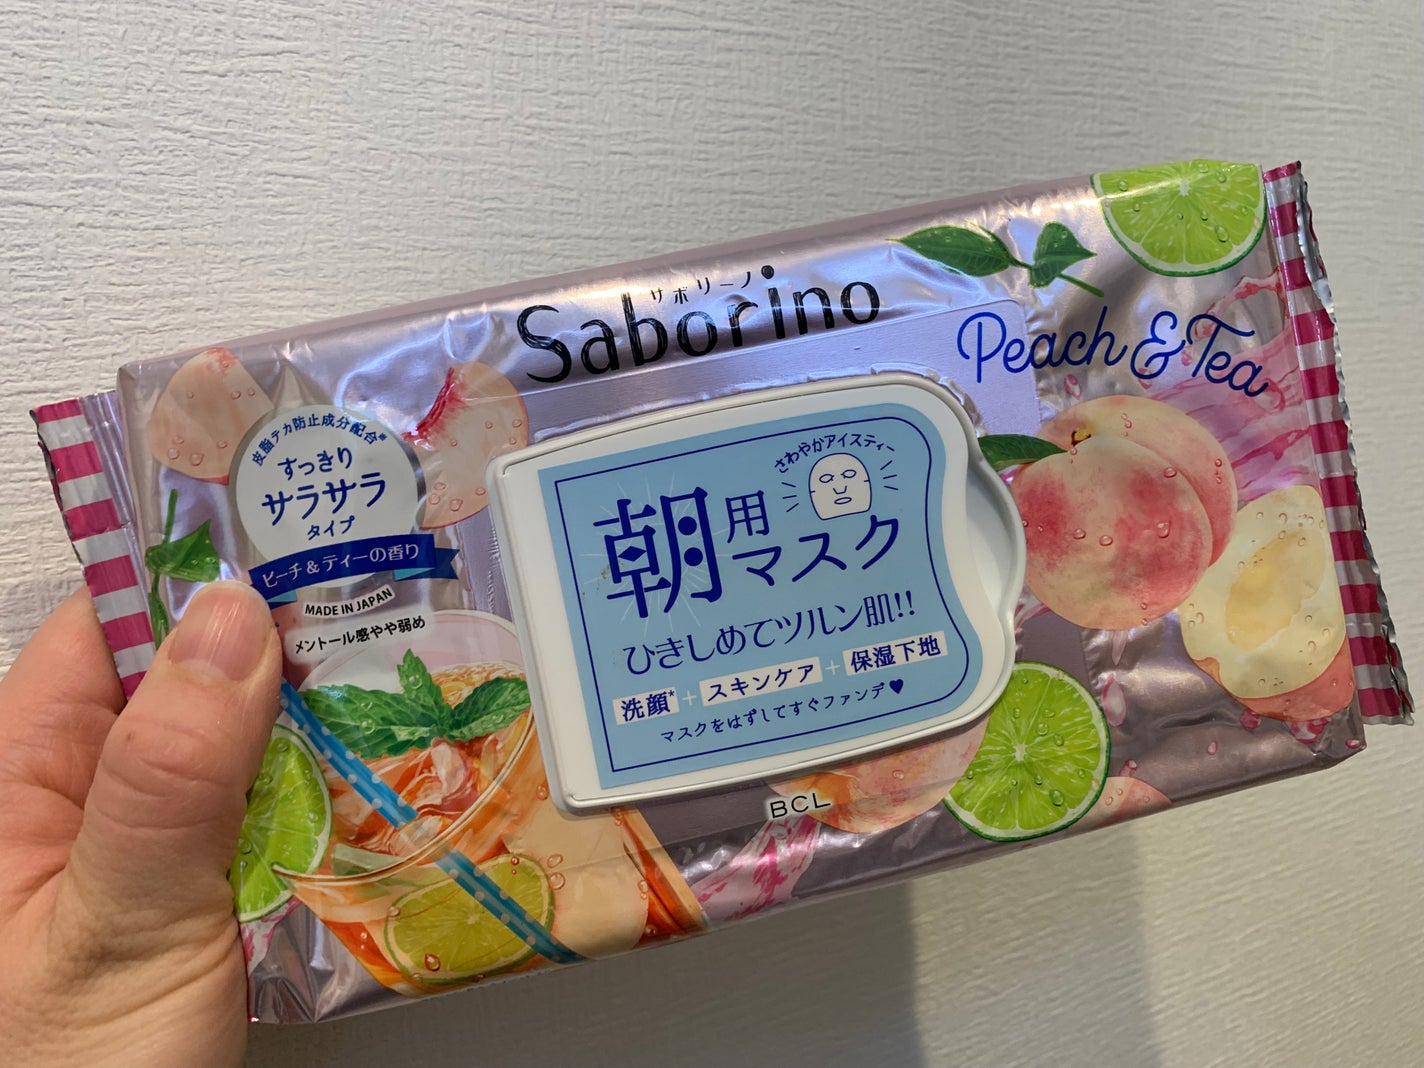 サボリーノ
Saborino
Peach & Tea
皮脂テカ防止成分配合※
すっきり
サラサラ
タイプ
ピーチ&ティーの香り
MADE IN JAPAN
メントール感やや弱め
さわやかアイスティー
朝用マスク
ひきしめてツルン肌!!
洗顔*+スキンケア+保湿下地
マスクをはずしてすぐファンデ♥
BCL